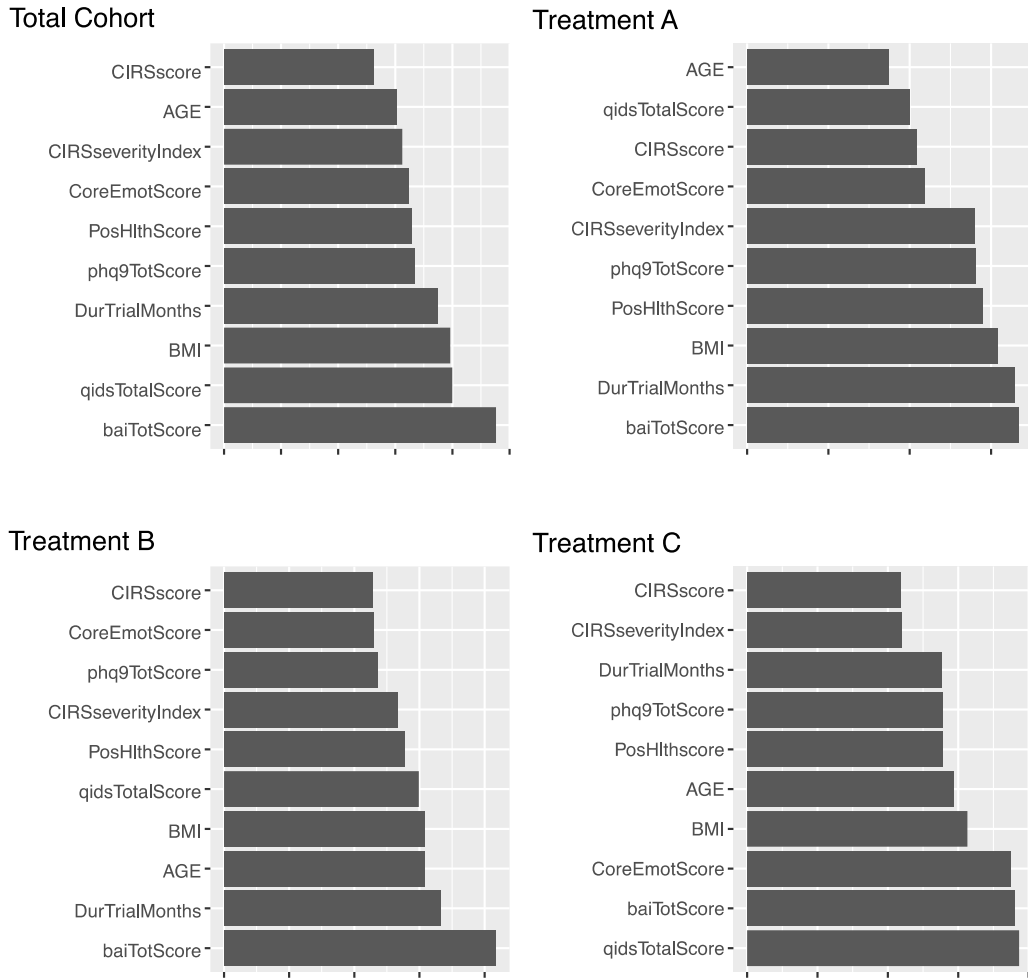 Total Cohort
CIRSscore
AGE
CIRSseverityIndex
CoreEmotScore
PosHlthScore
phq9TotScore
DurTrialMonths
BMI
qidsTotalScore
baiTotScore
Treatment A
AGE
qidsTotalScore
CIRSscore
CoreEmotScore
CIRSseverityIndex
phq9TotScore
PosHlthScore
BMI
DurTrialMonths
baiTotScore
Treatment B
CIRSscore
CoreEmotScore
phq9TotScore
CIRSseverityIndex
PosHlthScore
qidsTotalScore
BMI
AGE
DurTrialMonths
baiTotScore
Treatment C
CIRSscore
CIRSseverityIndex
DurTrialMonths
phq9TotScore
PosHlthscore
AGE
BMI
CoreEmotScore
baiTotScore
qidsTotalScore